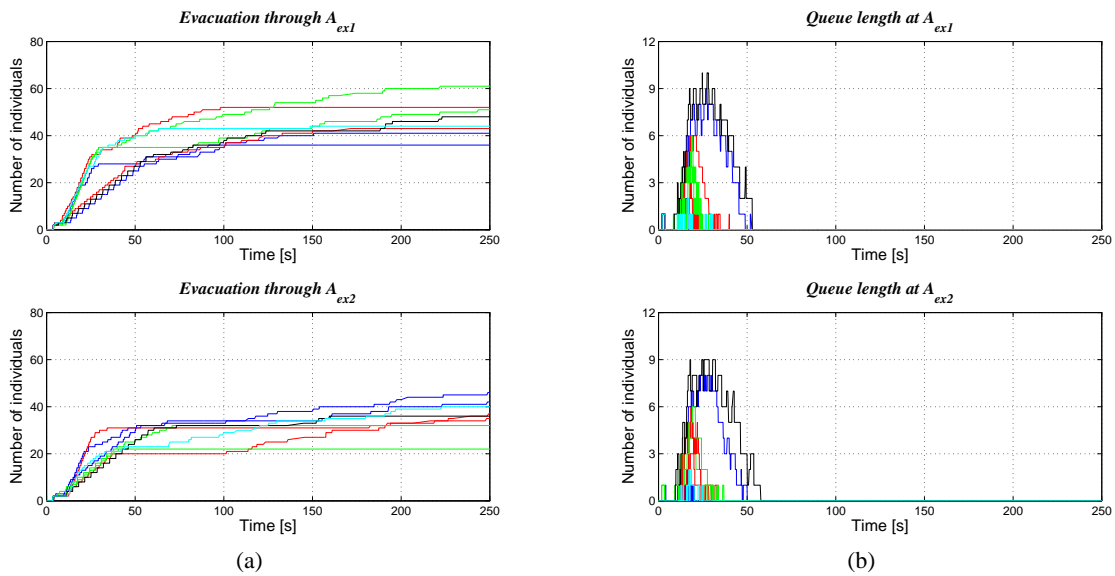 Evacuation through A_ex1
Number of individuals
80
60
40
20
0
0 50 100 150 200 250
Time [s]
Queue length at A_ex1
Number of individuals
12
9
6
3
0
0 50 100 150 200 250
Time [s]
Evacuation through A_ex2
Number of individuals
80
60
40
20
0
0 50 100 150 200 250
Time [s]
Queue length at A_ex2
Number of individuals
12
9
6
3
0
0 50 100 150 200 250
Time [s]
(a)
(b)